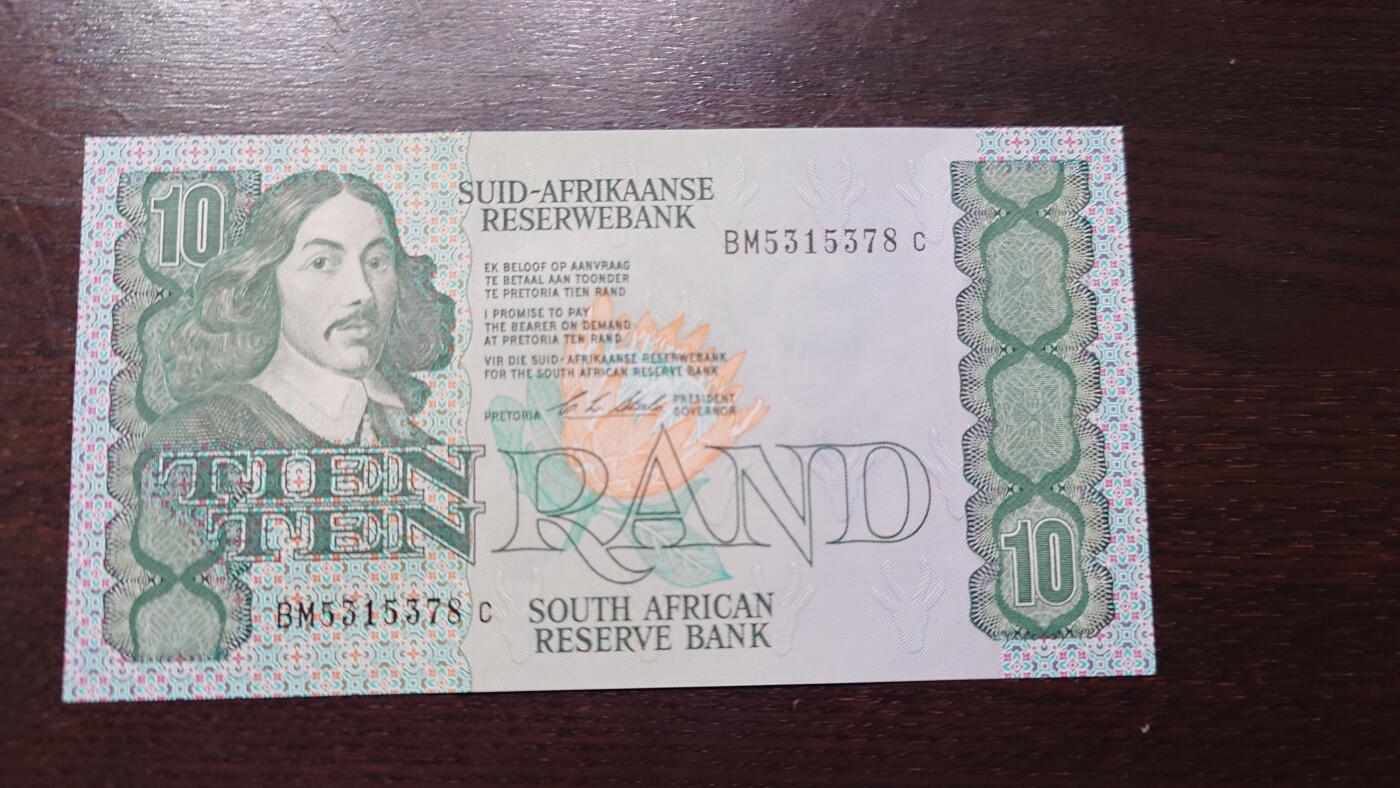 10
SUID-AFRIKAANSE
RESERWEBANK
BM5315378 C
EK BELOOF OP AANVRAAG
TE BETAAL AAN TOONDER
TE PRETORIA TIEN RAND
I PROMISE TO PAY
THE BEARER ON DEMAND
AT PRETORIA TEN RAND
VIR DIE SUID-AFRIKAANSE RESERWEBANK
FOR THE SOUTH AFRICAN RESERVE BANK
PRETORIA
PRESIDENT
GOVERNOR
TIEN
TEN
RAND
10
BM5315378 C
SOUTH AFRICAN
RESERVE BANK